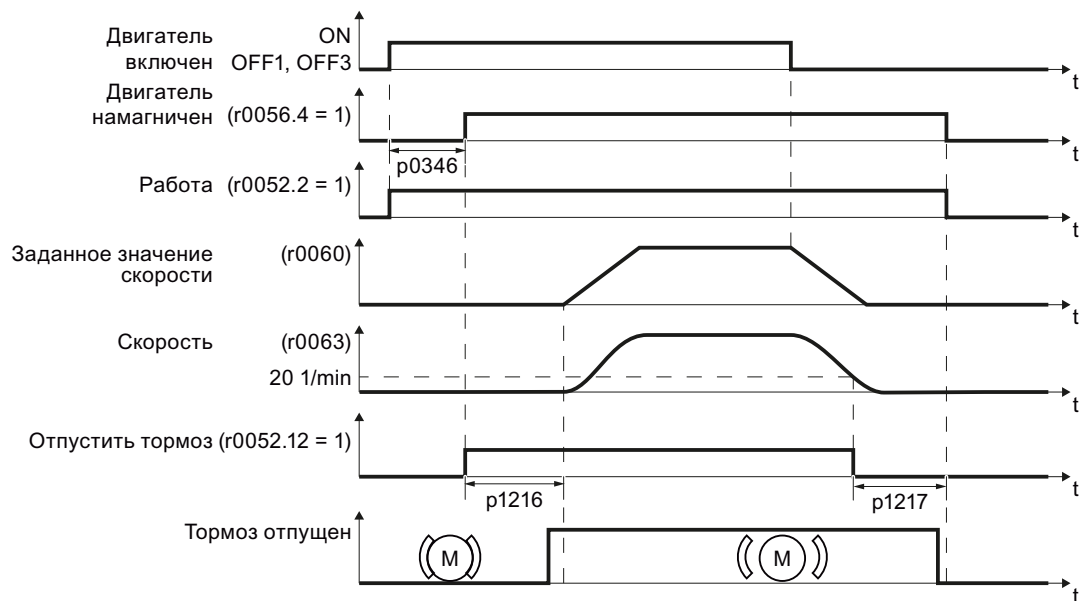 Двигатель включен
ON
OFF1, OFF3
t
Двигатель намагничен (r0056.4 = 1)
t
p0346
Работа (r0052.2 = 1)
t
Заданное значение скорости (r0060)
t
Скорость (r0063)
20 1/min
t
Отпустить тормоз (r0052.12 = 1)
t
p1216
p1217
Тормоз отпущен
M
M
t